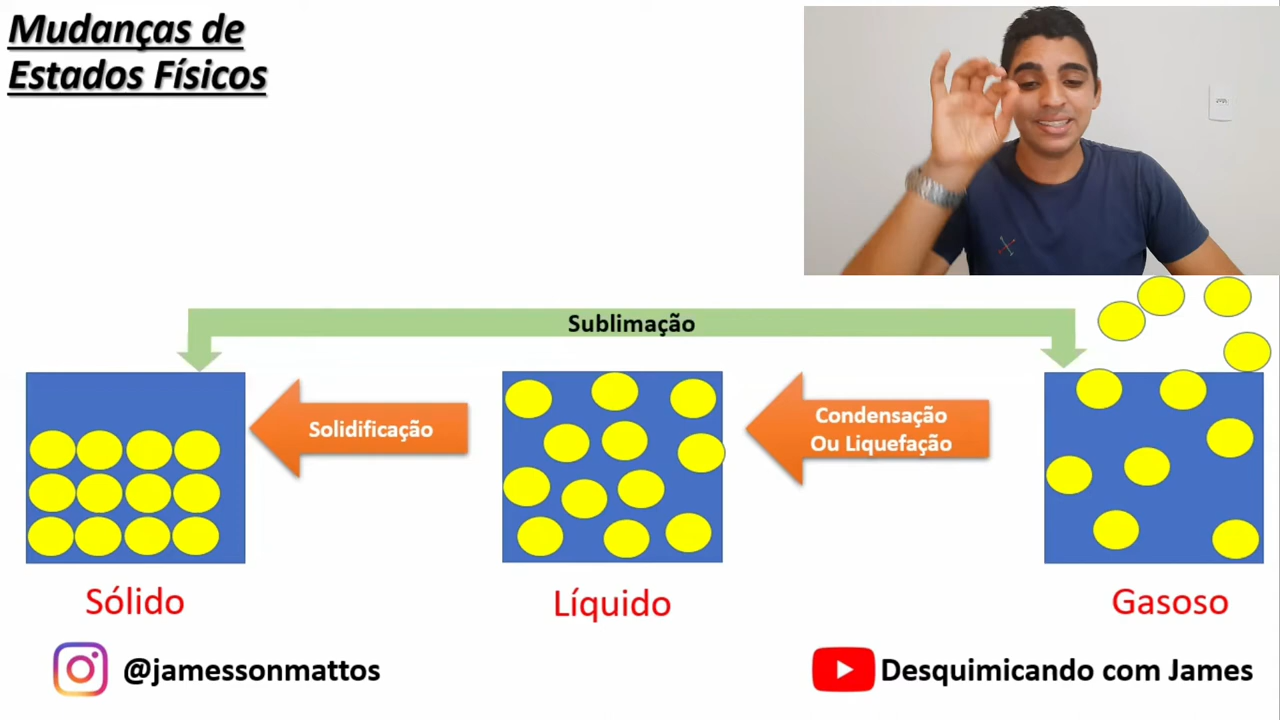 Mudanças de
Estados Físicos
Sublimação
Solidificação
Condensação
Ou Liquefação
Sólido
Líquido
Gasoso
@jamessonmattos
Desquimicando com James